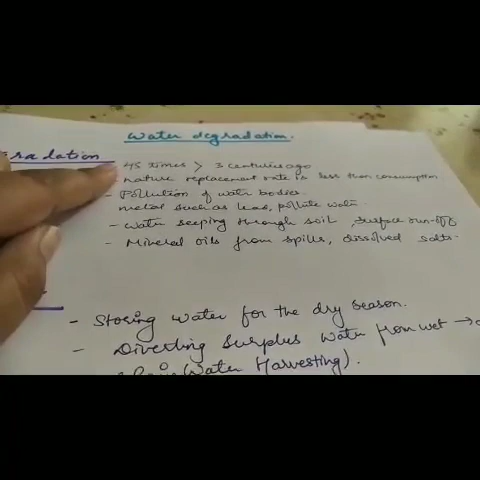 Water degradation.
radation
45 times > 3 centuries ago
nature replacement rate is less than consumption
- Pollution of water bodies.
metal such as lead, pollute water.
- Water seeping through soil, surface run-offs
- Mineral oils from spills, dissolved salts.
- Storing water for the dry season.
- Diverting surplus water from wet →
Water Harvesting).